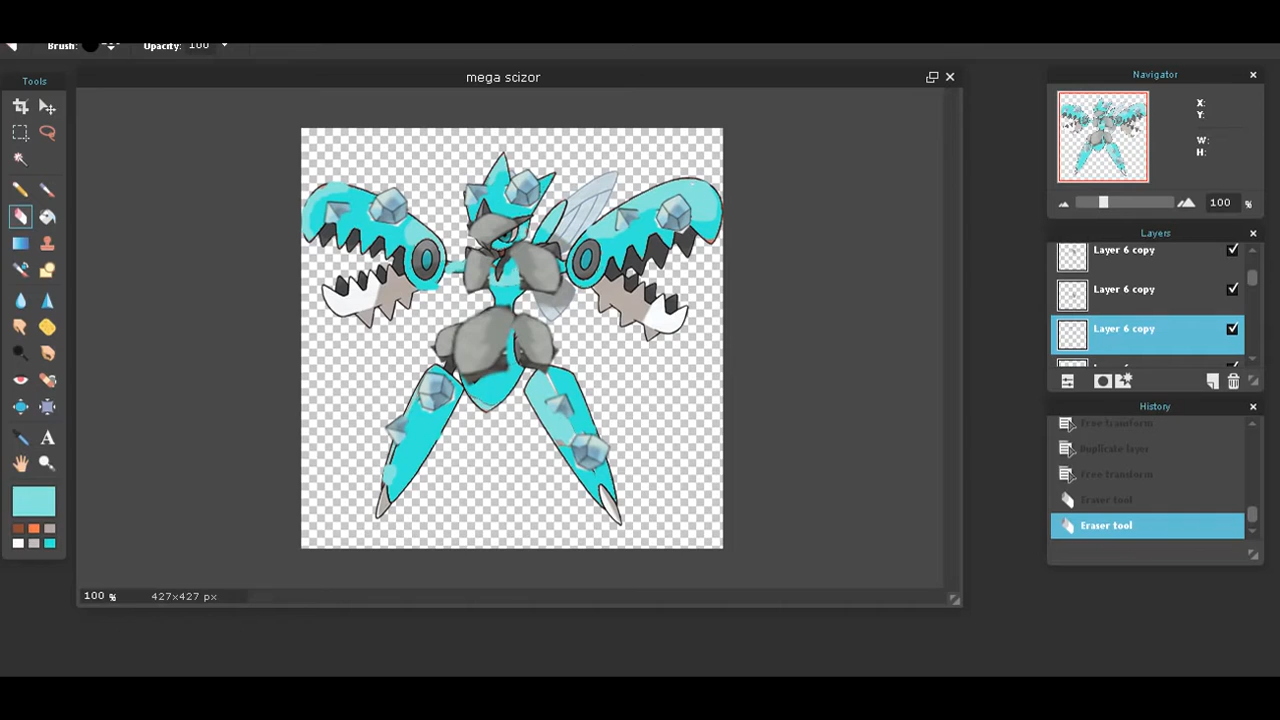 Brush:
Opacity: 100
Tools
mega scizor
Navigator
X:
Y:
W:
H:
100 %
Layers
Layer 6 copy
Layer 6 copy
Layer 6 copy
History
Free transform
Duplicate layer
Free transform
Eraser tool
Eraser tool
A
100 % 427x427 px